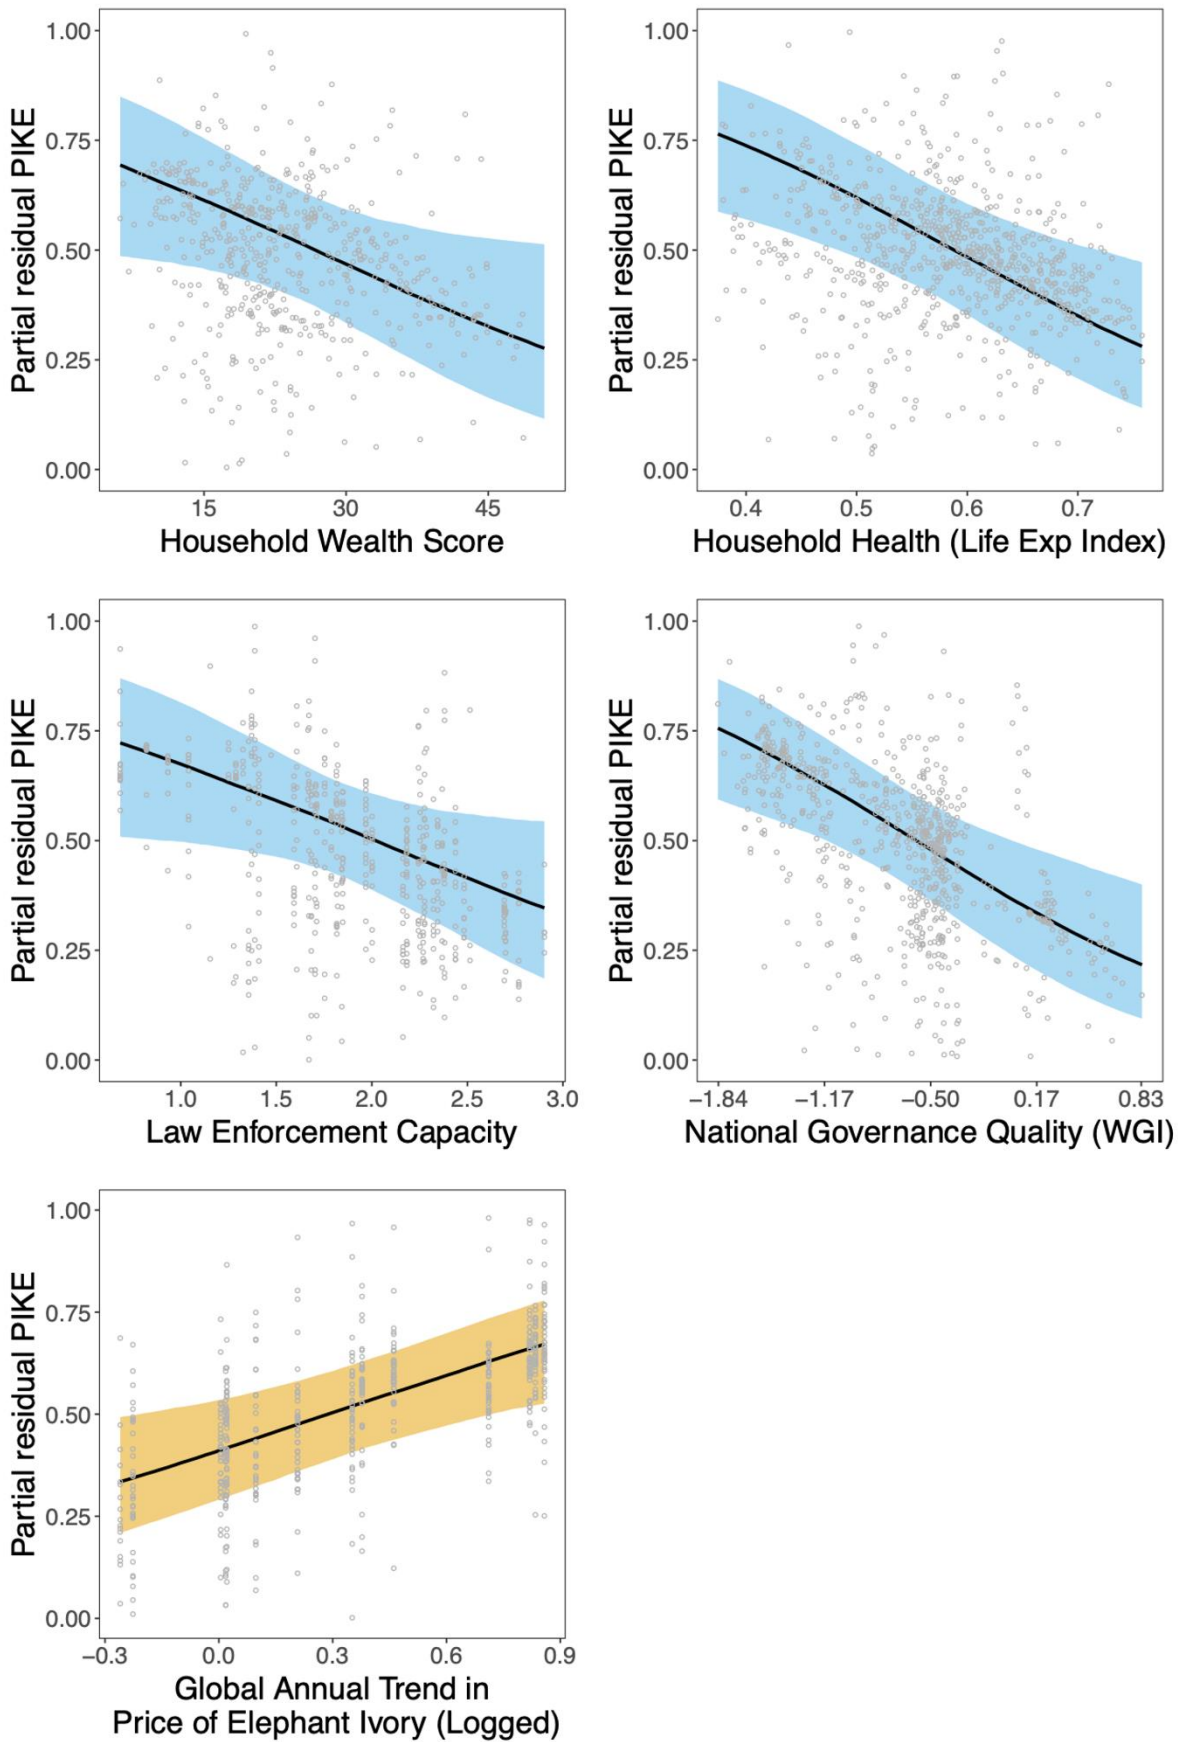 Partial residual PIKE
1.00
0.75
0.50
0.25
0.00
15 30 45
Household Wealth Score
Partial residual PIKE
1.00
0.75
0.50
0.25
0.00
0.4 0.5 0.6 0.7
Household Health (Life Exp Index)
Partial residual PIKE
1.00
0.75
0.50
0.25
0.00
1.0 1.5 2.0 2.5 3.0
Law Enforcement Capacity
Partial residual PIKE
1.00
0.75
0.50
0.25
0.00
−1.84 −1.17 −0.50 0.17 0.83
National Governance Quality (WGI)
Partial residual PIKE
1.00
0.75
0.50
0.25
0.00
−0.3 0.0 0.3 0.6 0.9
Global Annual Trend in
Price of Elephant Ivory (Logged)